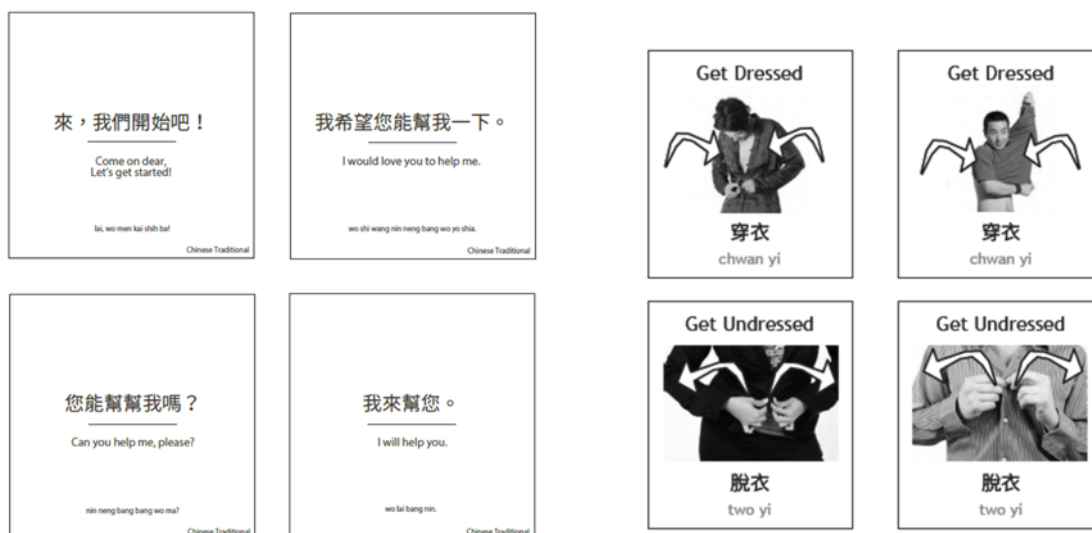 來，我們開始吧！
Come on dear,
Let's get started!
lai, wo men kai shih ba!
Chinese Traditional
我希望您能幫我一下。
I would love you to help me.
wo shi wang nin neng bang wo yo shia.
Chinese Traditional
您能幫幫我嗎？
Can you help me, please?
nin neng bang bang wo ma?
Chinese Traditional
我來幫您。
I will help you.
wo lai bang nin.
Chinese Traditional
Get Dressed
穿衣
chwan yi
Get Dressed
穿衣
chwan yi
Get Undressed
脫衣
two yi
Get Undressed
脫衣
two yi